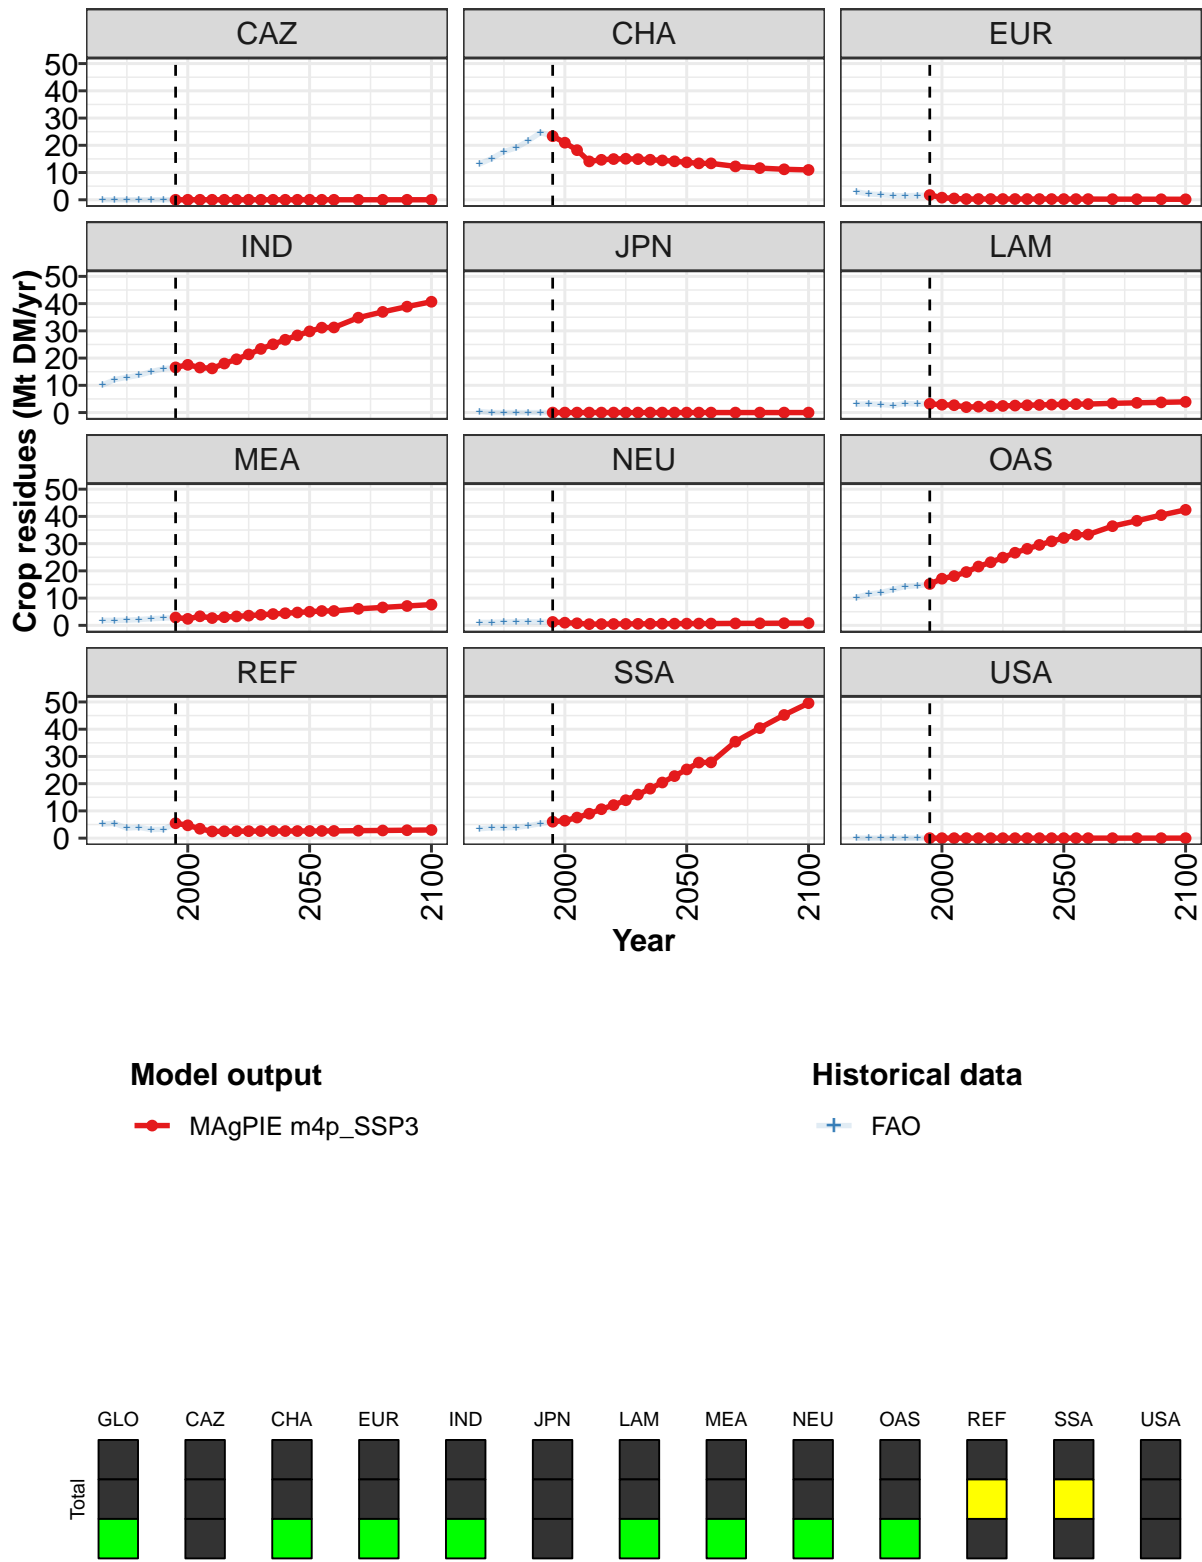 CAZ CHA EUR
50
40
30
20
10
0
IND JPN LAM
50
40
30
20
10
0
MEA NEU OAS
50
40
30
20
10
0
REF SSA USA
50
40
30
20
10
0
Crop residues (Mt DM/yr)
2000 2050 2100 2000 2050 2100 2000 2050 2100
Year
Model output
MAgPIE m4p_SSP3
Historical data
FAO
GLO CAZ CHA EUR IND JPN LAM MEA NEU OAS REF SSA USA
Total